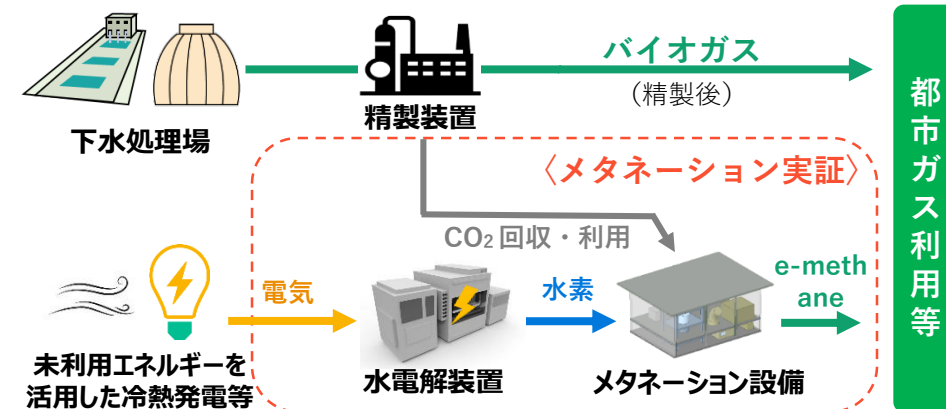 下水処理場
精製装置
バイオガス
(精製後)
〈メタネーション実証〉
CO₂回収・利用
電気
水素
e-meth
ane
未利用エネルギーを
活用した冷熱発電等
水電解装置
メタネーション設備
都市ガス利用等